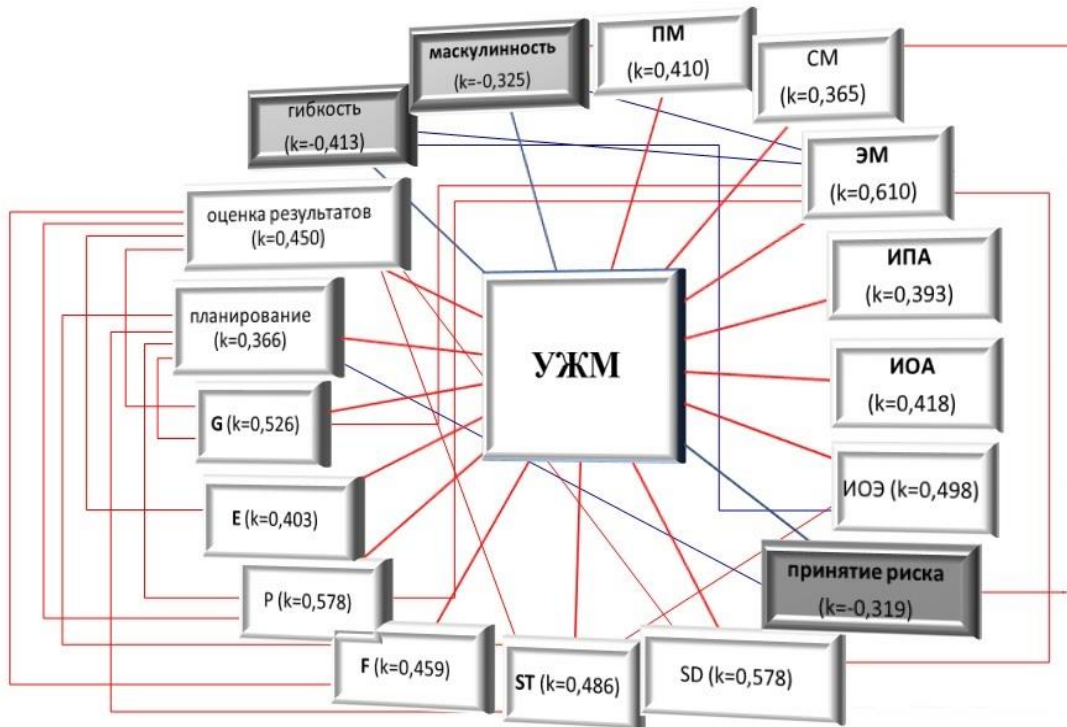 маскулинность
(k=-0,325)
ПМ
(k=0,410)
СМ
(k=0,365)
гибкость
(k=-0,413)
ЭМ
(k=0,610)
оценка результатов
(k=0,450)
ИПА
(k=0,393)
планирование
(k=0,366)
УЖМ
ИОА
(k=0,418)
G (k=0,526)
ИОЭ (k=0,498)
E (k=0,403)
принятие риска
(k=-0,319)
P (k=0,578)
F (k=0,459)
ST (k=0,486)
SD (k=0,578)